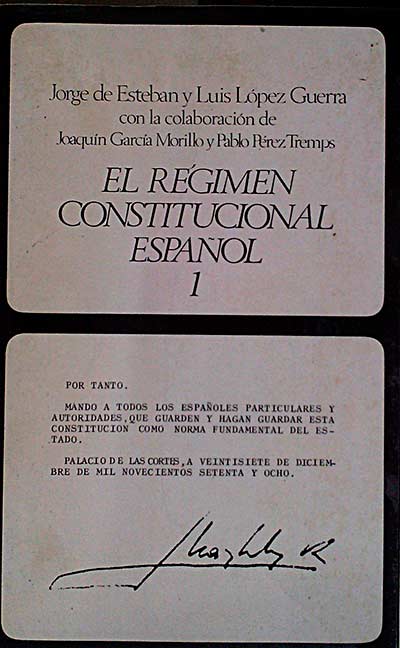 Jorge de Esteban y Luis López Guerra
con la colaboración de
Joaquín García Morillo y Pablo Pérez Tremps
EL RÉGIMEN
CONSTITUCIONAL
ESPAÑOL
1
POR TANTO.
MANDO A TODOS LOS ESPAÑOLES PARTICULARES Y
AUTORIDADES, QUE GUARDEN Y HAGAN GUARDAR ESTA
CONSTITUCION COMO NORMA FUNDAMENTAL DEL ES-
TADO.
PALACIO DE LAS CORTES, A VEINTISIETE DE DICIEM-
BRE DE MIL NOVECIENTOS SETENTA Y OCHO.